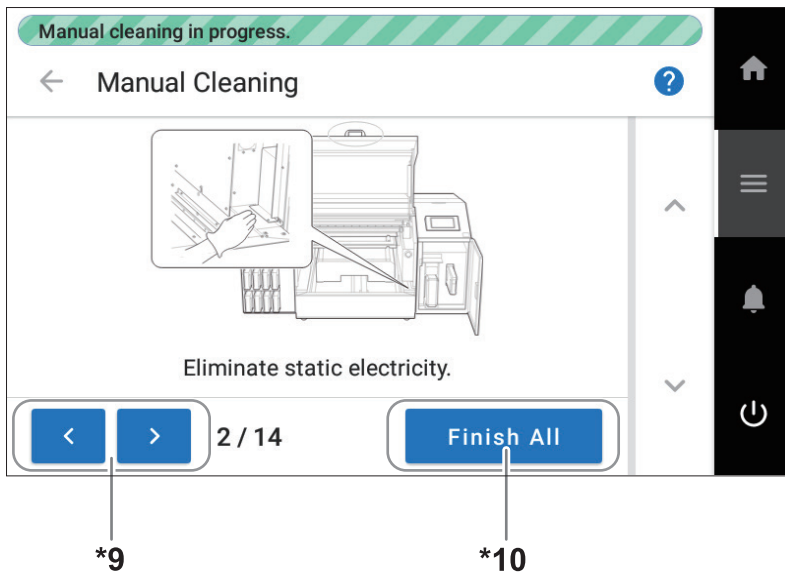 Manual cleaning in progress.
Manual Cleaning
?
Eliminate static electricity.
< > 2 / 14 Finish All
*9 *10